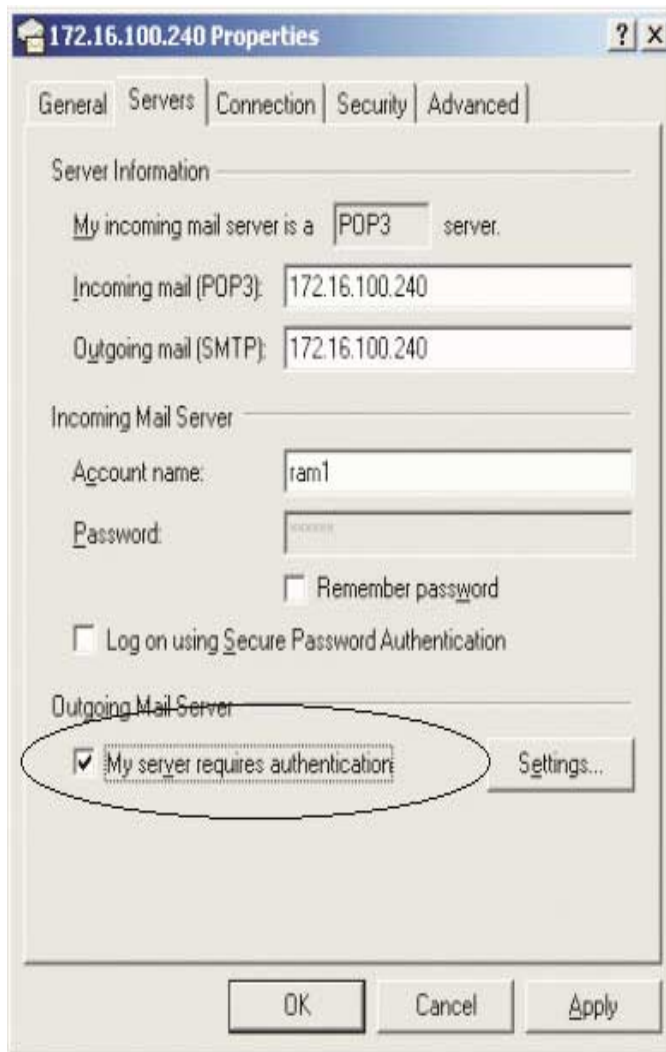 172.16.100.240 Properties
General Servers Connection Security Advanced
Server Information
My incoming mail server is a POP3 server.
Incoming mail (POP3): 172.16.100.240
Outgoing mail (SMTP): 172.16.100.240
Incoming Mail Server
Account name: ram1
Password: ******
Remember password
Log on using Secure Password Authentication
Outgoing Mail Server
My server requires authentication Settings...
OK Cancel Apply